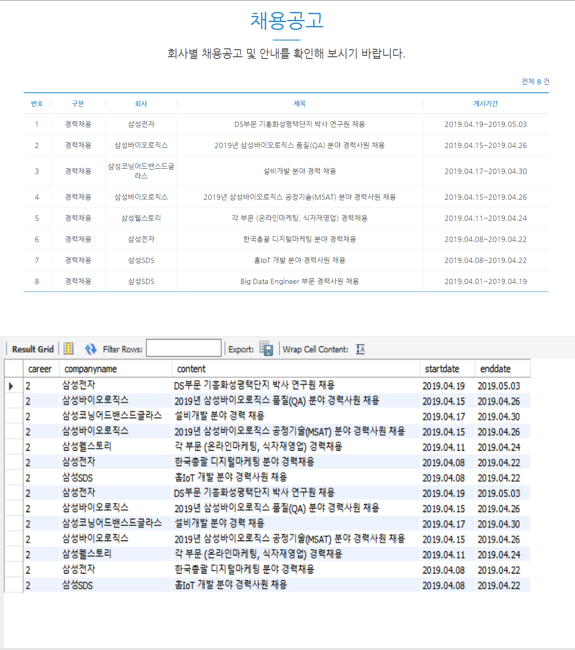 채용공고
회사별 채용공고 및 안내를 확인해 보시기 바랍니다.
전체 8 건
번호 구분 회사 제목 게시기간
1 경력채용 삼성전자 DS부문 기흥화성평택단지 박사 연구원 채용 2019.04.19~2019.05.03
2 경력채용 삼성바이오로직스 2019년 삼성바이오로직스 품질(QA) 분야 경력사원 채용 2019.04.15~2019.04.26
3 경력채용 삼성코닝어드밴스드글라스 설비개발 분야 경력 채용 2019.04.17~2019.04.30
4 경력채용 삼성바이오로직스 2019년 삼성바이오로직스 공정기술(MSAT) 분야 경력사원 채용 2019.04.15~2019.04.26
5 경력채용 삼성웰스토리 각 부문 (온라인마케팅, 식자재영업) 경력채용 2019.04.11~2019.04.24
6 경력채용 삼성전자 한국총괄 디지털마케팅 분야 경력채용 2019.04.08~2019.04.22
7 경력채용 삼성SDS 홈IoT 개발 분야 경력사원 채용 2019.04.08~2019.04.22
8 경력채용 삼성SDS Big Data Engineer 부문 경력사원 채용 2019.04.01~2019.04.19
Result Grid Filter Rows: Export: Wrap Cell Content: IA
career companyname content startdate enddate
2 삼성전자 DS부문 기흥화성평택단지 박사 연구원 채용 2019.04.19 2019.05.03
2 삼성바이오로직스 2019년 삼성바이오로직스 품질(QA) 분야 경력사원 채용 2019.04.15 2019.04.26
2 삼성코닝어드밴스드글라스 설비개발 분야 경력 채용 2019.04.17 2019.04.30
2 삼성바이오로직스 2019년 삼성바이오로직스 공정기술(MSAT) 분야 경력사원 채용 2019.04.15 2019.04.26
2 삼성웰스토리 각 부문 (온라인마케팅, 식자재영업) 경력채용 2019.04.11 2019.04.24
2 삼성전자 한국총괄 디지털마케팅 분야 경력채용 2019.04.08 2019.04.22
2 삼성SDS 홈IoT 개발 분야 경력사원 채용 2019.04.08 2019.04.22
2 삼성전자 DS부문 기흥화성평택단지 박사 연구원 채용 2019.04.19 2019.05.03
2 삼성바이오로직스 2019년 삼성바이오로직스 품질(QA) 분야 경력사원 채용 2019.04.15 2019.04.26
2 삼성코닝어드밴스드글라스 설비개발 분야 경력 채용 2019.04.17 2019.04.30
2 삼성바이오로직스 2019년 삼성바이오로직스 공정기술(MSAT) 분야 경력사원 채용 2019.04.15 2019.04.26
2 삼성웰스토리 각 부문 (온라인마케팅, 식자재영업) 경력채용 2019.04.11 2019.04.24
2 삼성전자 한국총괄 디지털마케팅 분야 경력채용 2019.04.08 2019.04.22
2 삼성SDS 홈IoT 개발 분야 경력사원 채용 2019.04.08 2019.04.22